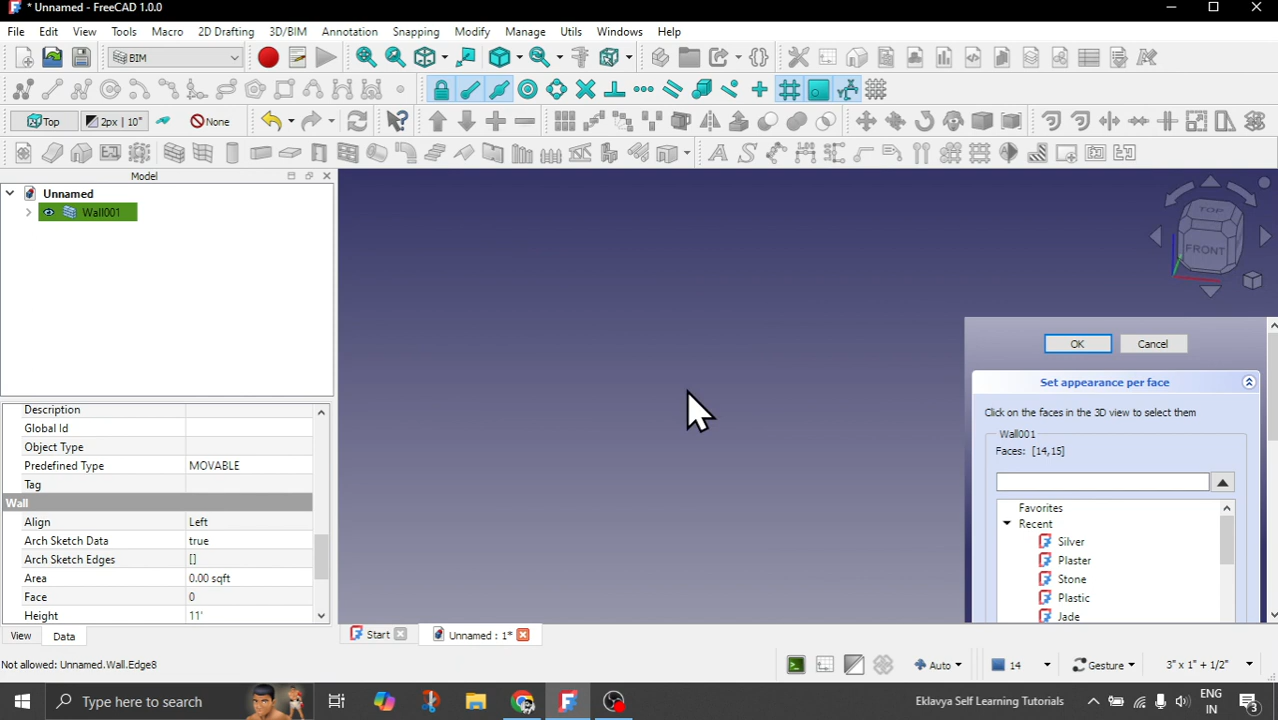 * Unnamed - FreeCAD 1.0.0
File Edit View Tools Macro 2D Drafting 3D/BIM Annotation Snapping Modify Manage Utils Windows Help
BIM
Top 2px | 10" None
Model
Unnamed
Wall001
TOP
FRONT
OK Cancel
Set appearance per face
Click on the faces in the 3D view to select them
Wall001
Faces: [14,15]
Favorites
Recent
Silver
Plaster
Stone
Plastic
Jade
Description
Global Id
Object Type
Predefined Type MOVABLE
Tag
Wall
Align Left
Arch Sketch Data true
Arch Sketch Edges []
Area 0.00 sqft
Face 0
Height 11'
View Data
Start Unnamed : 1*
Not allowed: Unnamed.Wall.Edge8
Auto 14 Gesture 3" x 1" + 1/2"
Type here to search
Eklavya Self Learning Tutorials
ENG
IN
3